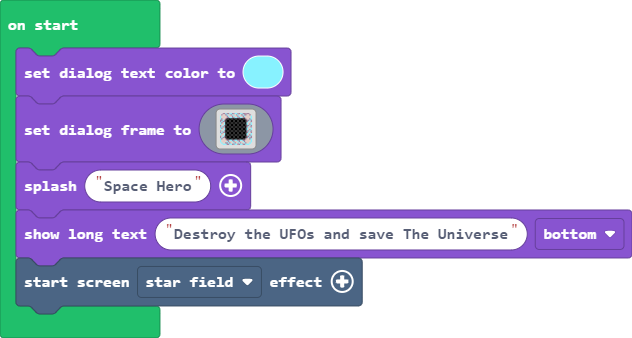 on start
set dialog text color to
set dialog frame to
splash "Space Hero"
show long text "Destroy the UFOs and save The Universe" bottom
start screen star field effect